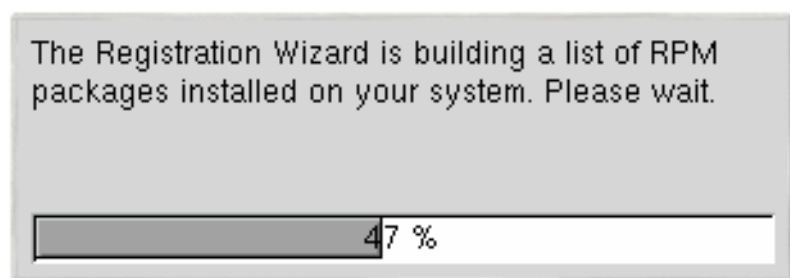 The Registration Wizard is building a list of RPM
packages installed on your system. Please wait.
47 %